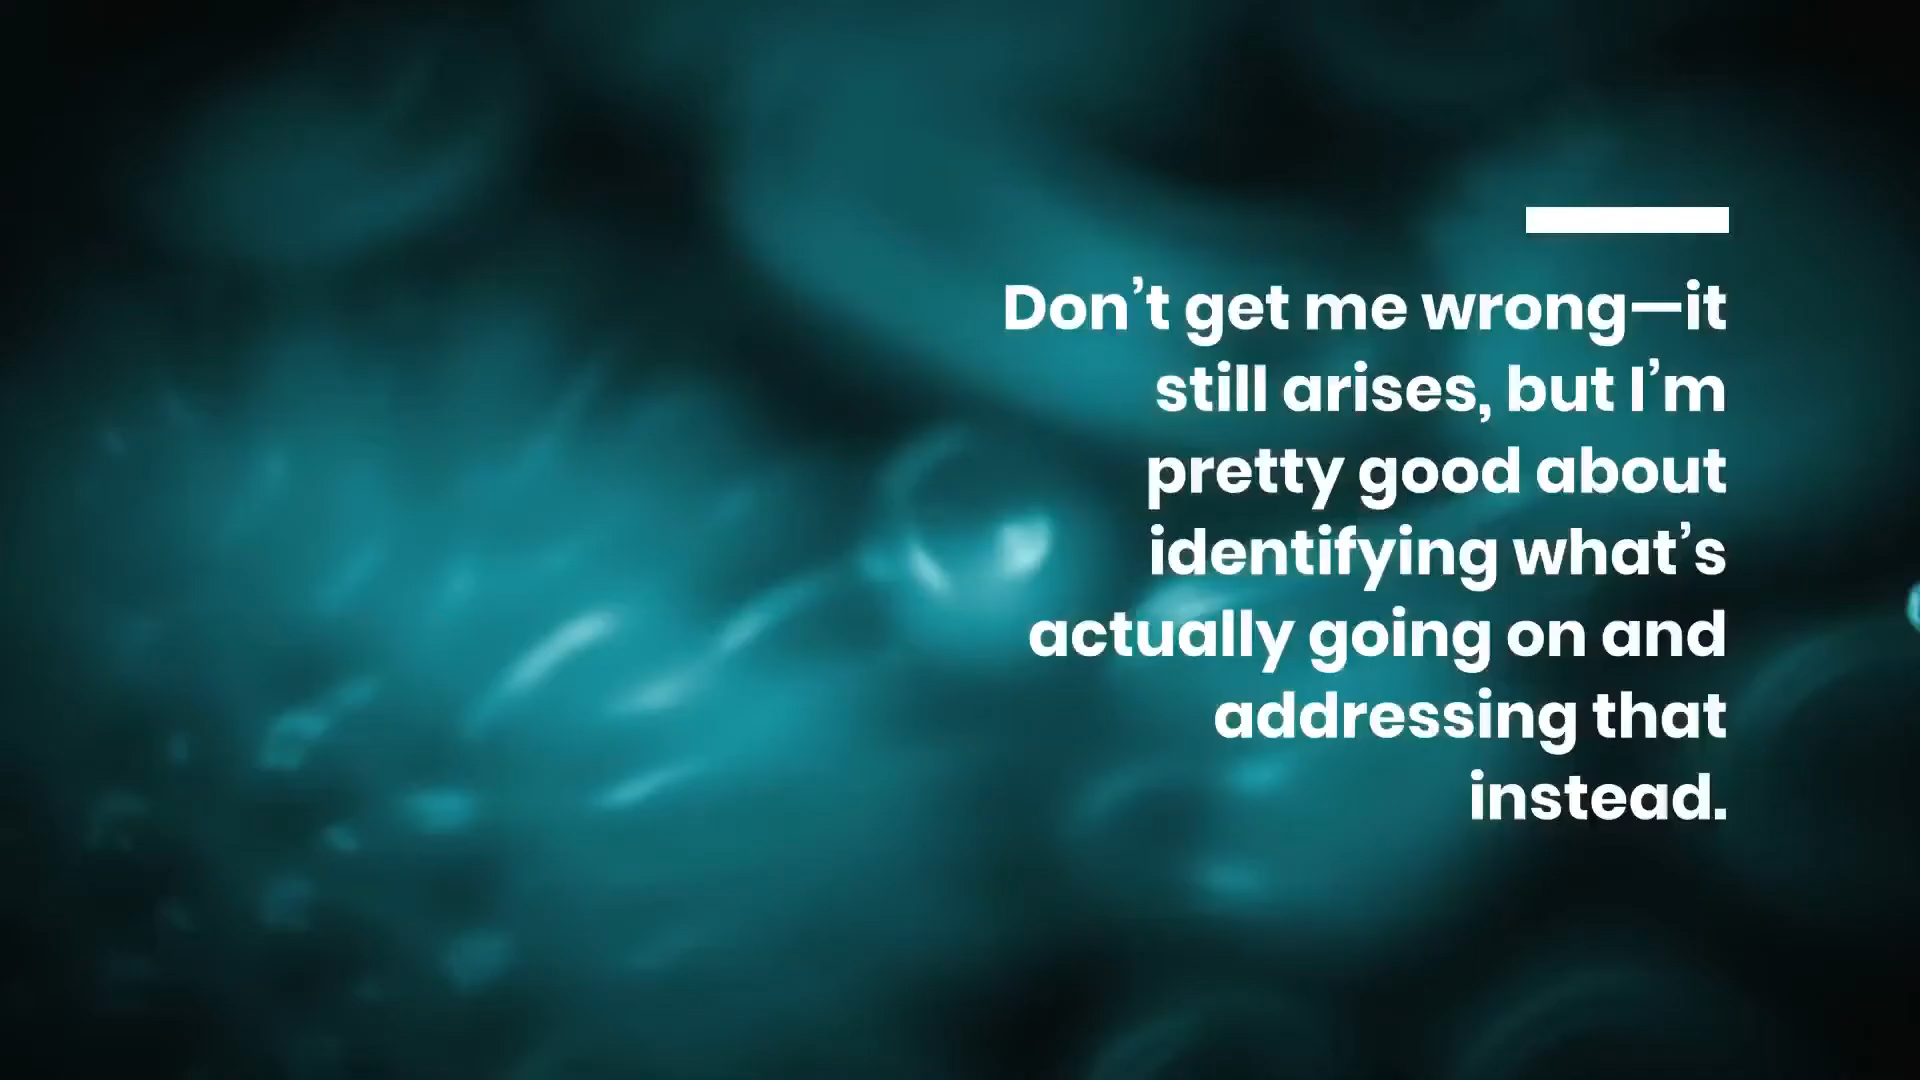 Don’t get me wrong—it
still arises, but I’m
pretty good about
identifying what’s
actually going on and
addressing that
instead.